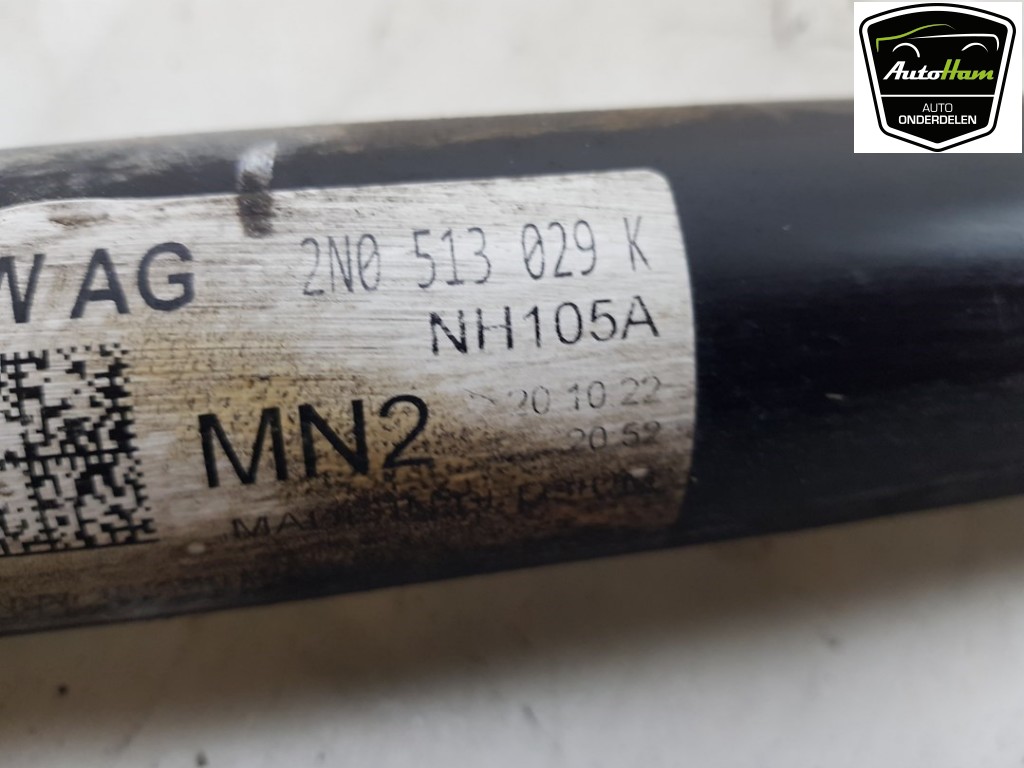 AutoHam
AUTO
ONDERDELEN
W AG 2N0 513 029 K
NH105A
MN2 20 10 22
20 52